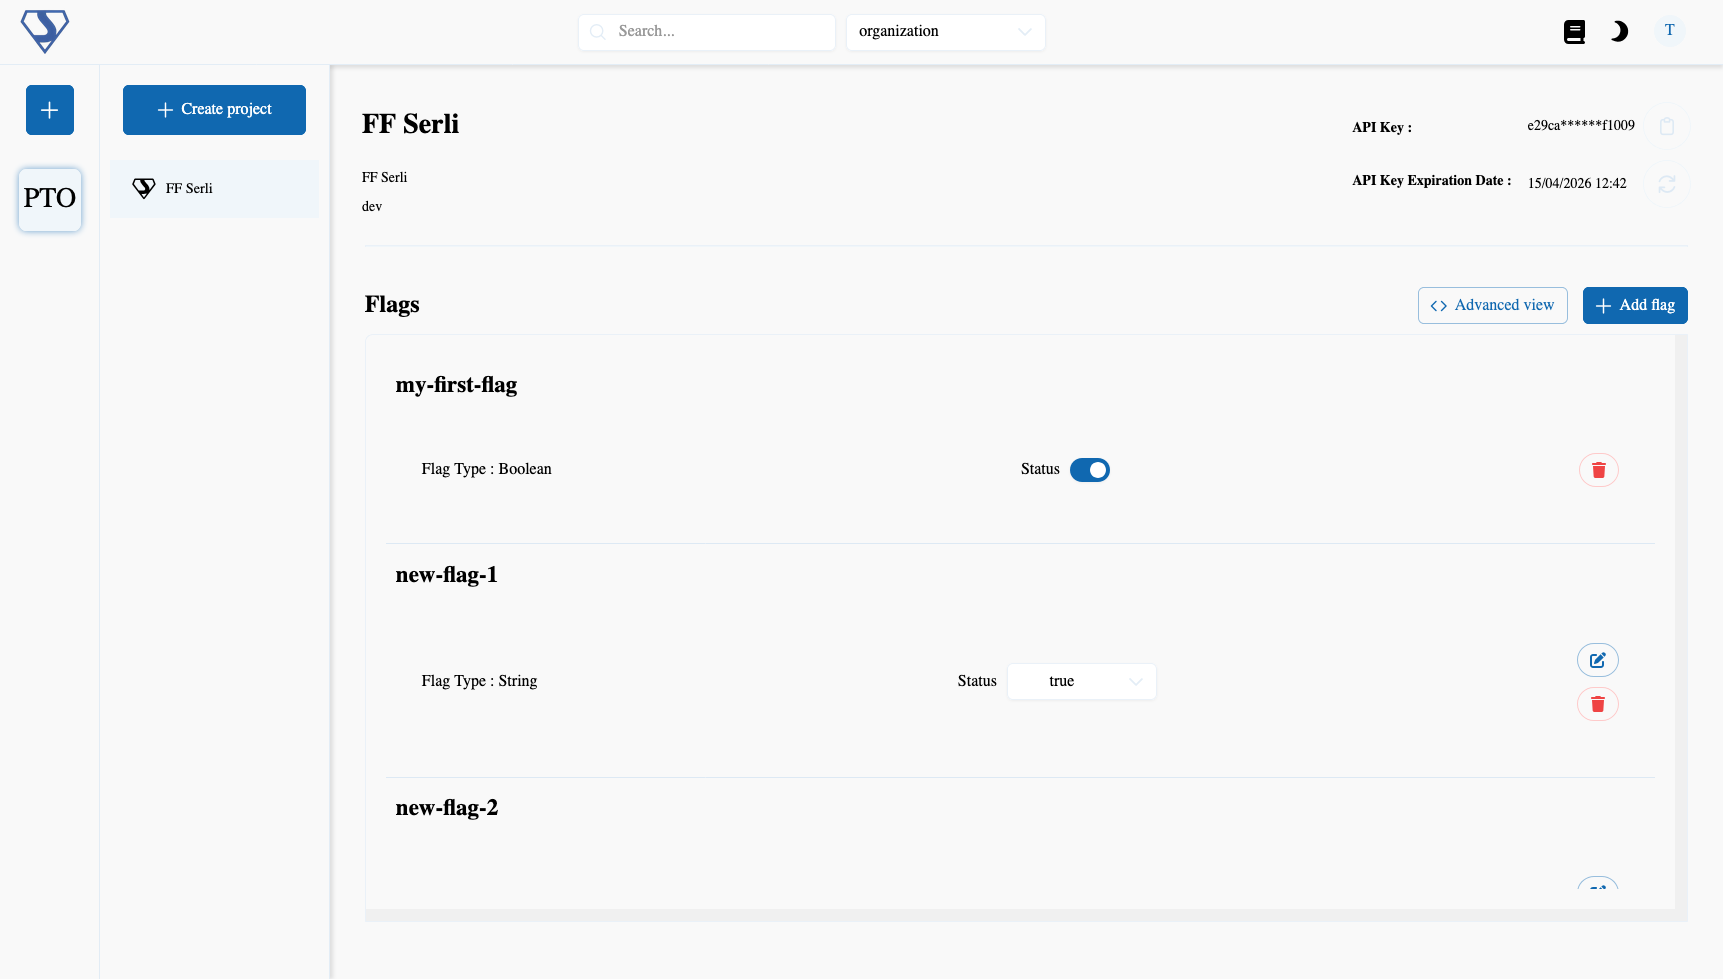 Search...
organization
T
Create project
PTO
FF Serli
FF Serli
API Key :
e29ca******f1009
FF Serli
API Key Expiration Date :
15/04/2026 12:42
dev
Flags
Advanced view
Add flag
my-first-flag
Flag Type : Boolean
Status
new-flag-1
Flag Type : String
Status
true
new-flag-2